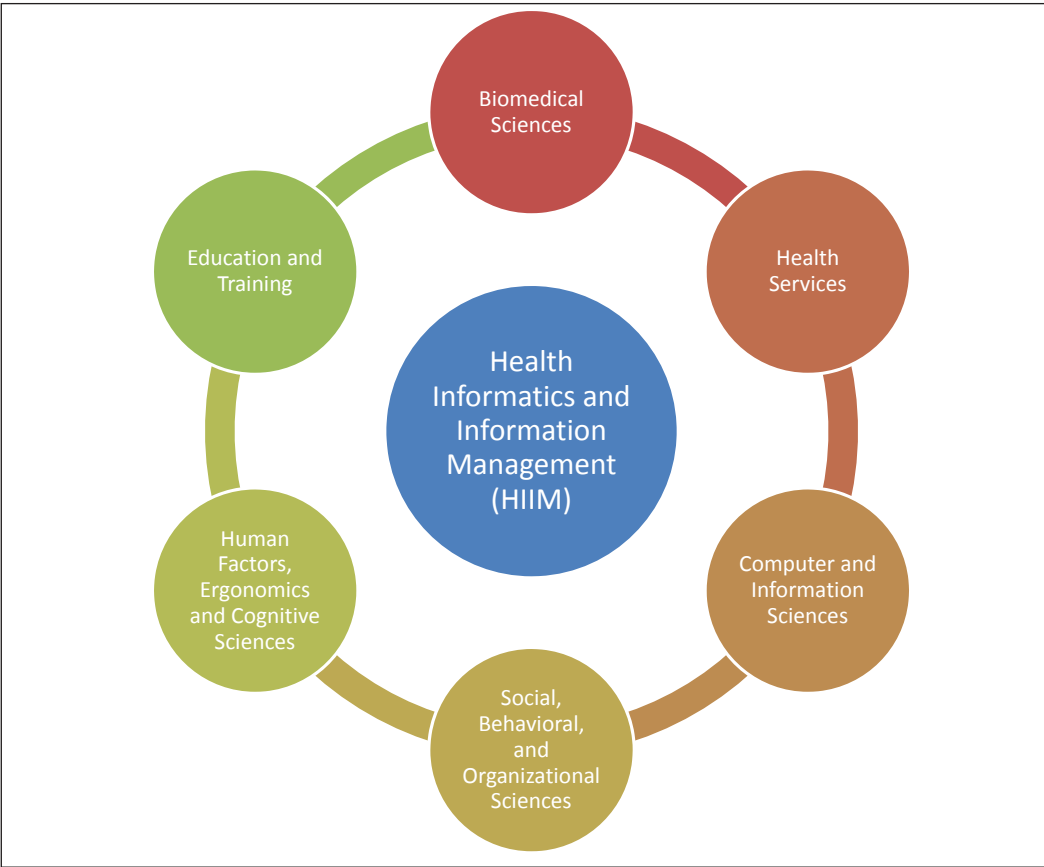 Biomedical
Sciences
Health
Services
Computer and
Information
Sciences
Social,
Behavioral,
and
Organizational
Sciences
Human
Factors,
Ergonomics
and Cognitive
Sciences
Education and
Training
Health
Informatics and
Information
Management
(HIIM)